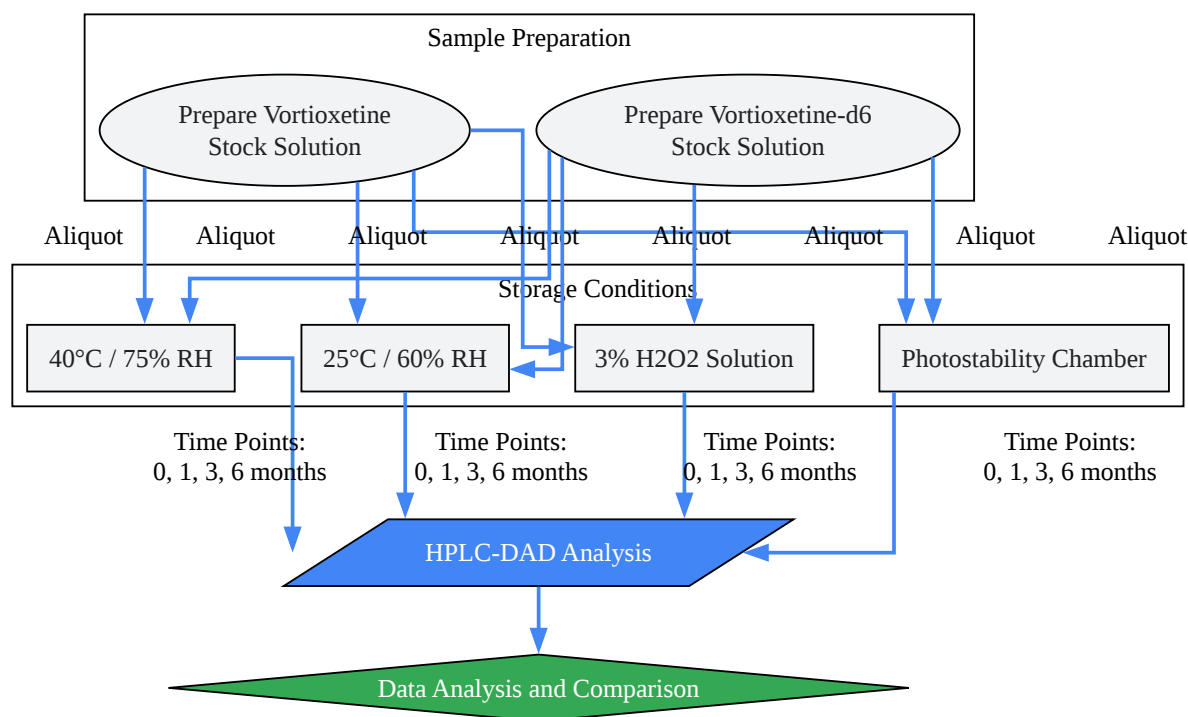 Sample Preparation
Prepare Vortioxetine
Stock Solution
Prepare Vortioxetine-d6
Stock Solution
Aliquot
Aliquot
Aliquot
Aliquot
Aliquot
Aliquot
Aliquot
Aliquot
Storage Conditions
40°C / 75% RH
25°C / 60% RH
3% H2O2 Solution
Photostability Chamber
Time Points:
0, 1, 3, 6 months
Time Points:
0, 1, 3, 6 months
Time Points:
0, 1, 3, 6 months
Time Points:
0, 1, 3, 6 months
HPLC-DAD Analysis
Data Analysis and Comparison